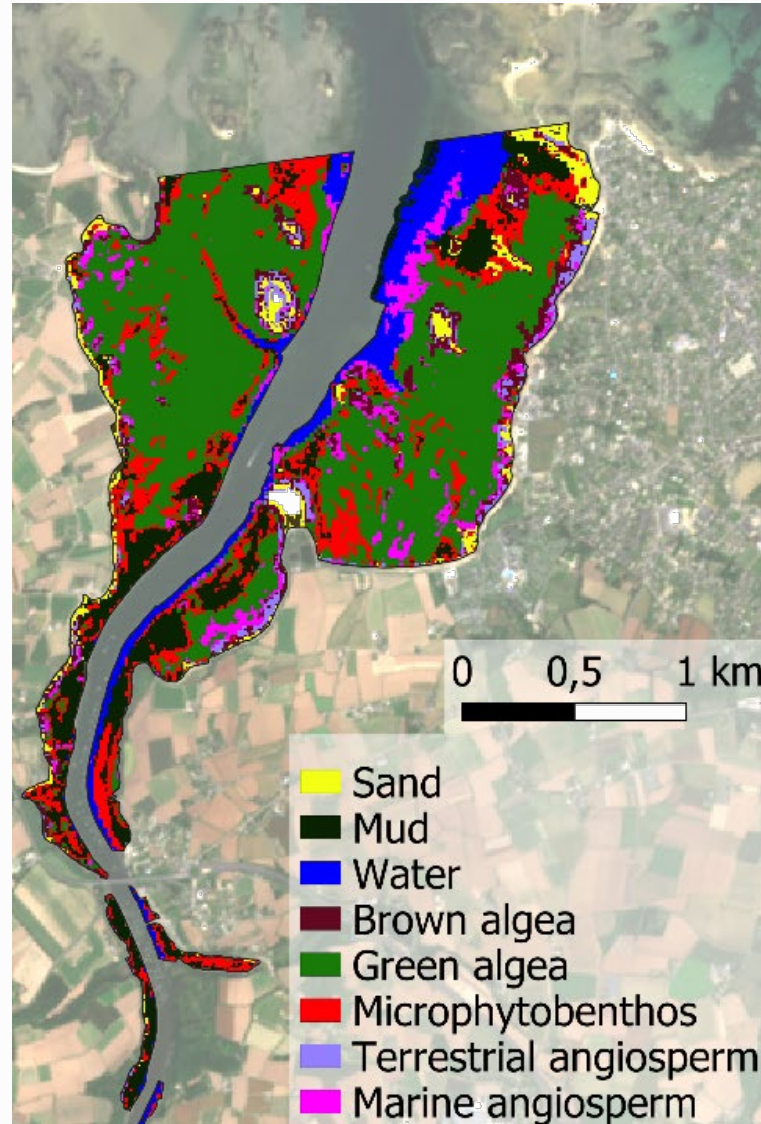 0 0,5 1 km
Sand
Mud
Water
Brown algea
Green algea
Microphytobenthos
Terrestrial angiosperm
Marine angiosperm